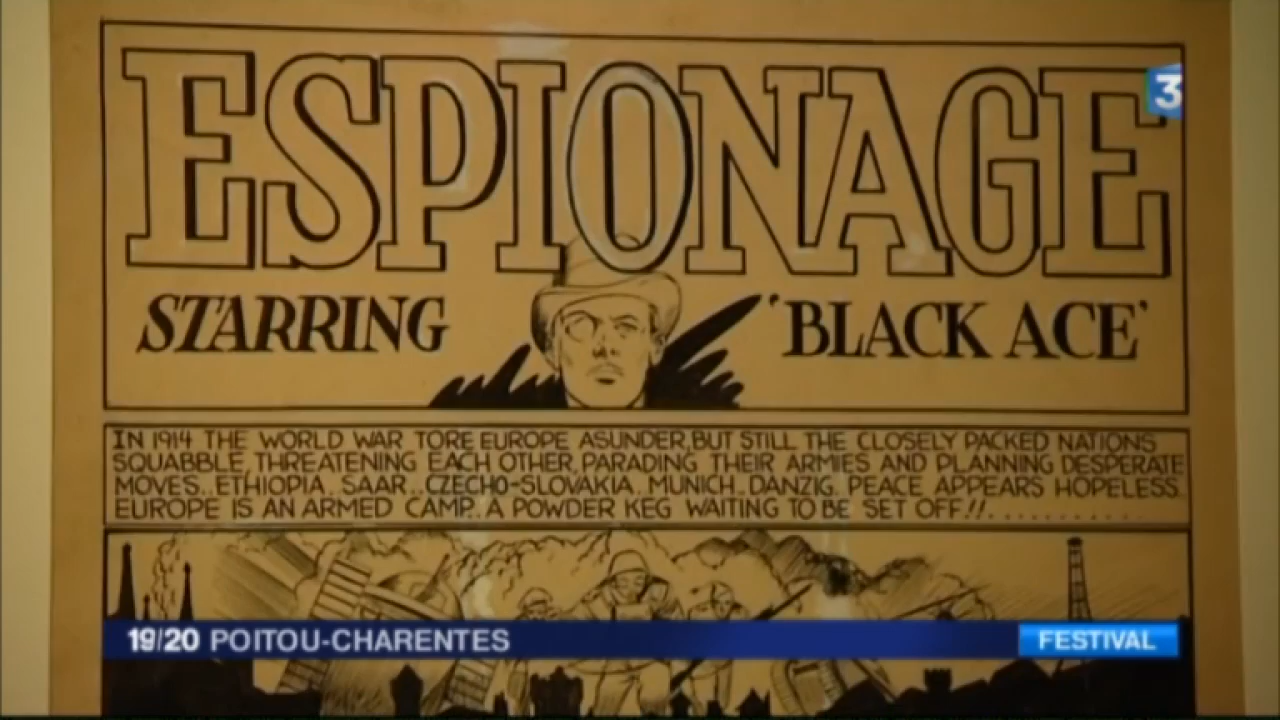 ESPIONAGE
3
STARRING 'BLACK ACE'
IN 1914 THE WORLD WAR TORE EUROPE ASUNDER, BUT STILL THE CLOSELY PACKED NATIONS
SQUABBLE, THREATENING EACH OTHER, PARADING THEIR ARMIES AND PLANNING DESPERATE
MOVES.. ETHIOPIA.. SAAR.. CZECHO-SLOVAKIA.. MUNICH.. DANZIG. PEACE APPEARS HOPELESS.
EUROPE IS AN ARMED CAMP.. A POWDER KEG WAITING TO BE SET OFF!!..........
19/20 POITOU-CHARENTES
FESTIVAL